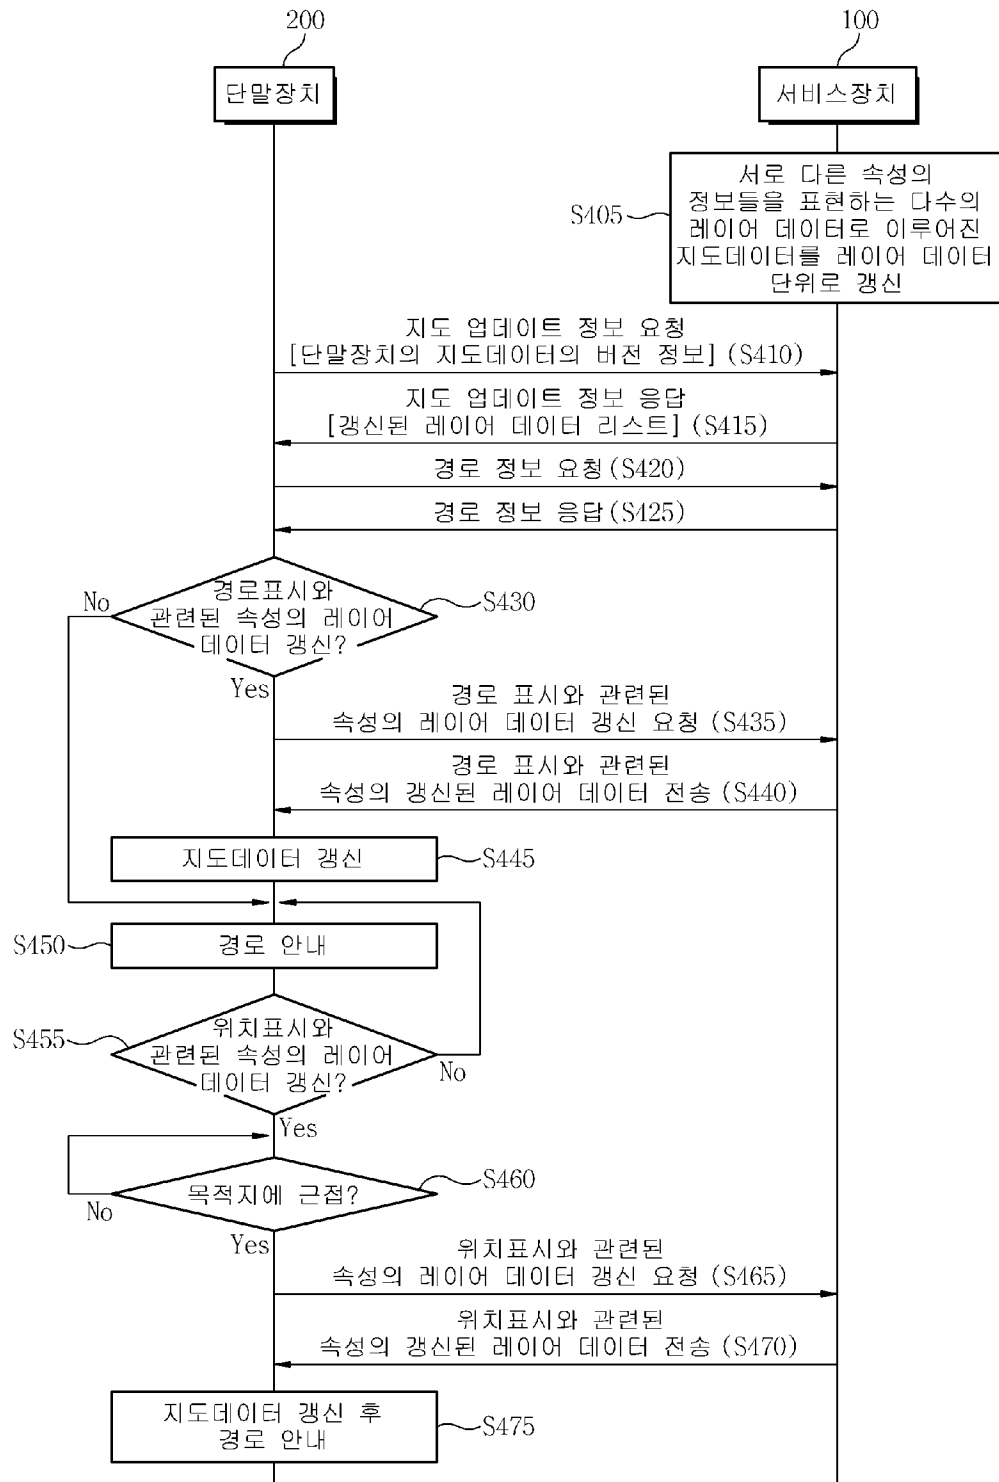 200
100
단말장치
서비스장치
서로 다른 속성의
정보들을 표현하는 다수의
레이어 데이터로 이루어진
지도데이터를 레이어 데이터
단위로 갱신
S405
지도 업데이트 정보 요청
[단말장치의 지도데이터의 버전 정보] (S410)
지도 업데이트 정보 응답
[갱신된 레이어 데이터 리스트] (S415)
경로 정보 요청(S420)
경로 정보 응답(S425)
경로표시와
관련된 속성의 레이어
데이터 갱신?
S430
No
Yes
경로 표시와 관련된
속성의 레이어 데이터 갱신 요청 (S435)
경로 표시와 관련된
속성의 갱신된 레이어 데이터 전송 (S440)
지도데이터 갱신
S445
S450
경로 안내
S455
위치표시와
관련된 속성의 레이어
데이터 갱신?
No
Yes
목적지에 근접?
S460
No
Yes
위치표시와 관련된
속성의 레이어 데이터 갱신 요청 (S465)
위치표시와 관련된
속성의 갱신된 레이어 데이터 전송 (S470)
지도데이터 갱신 후
경로 안내
S475